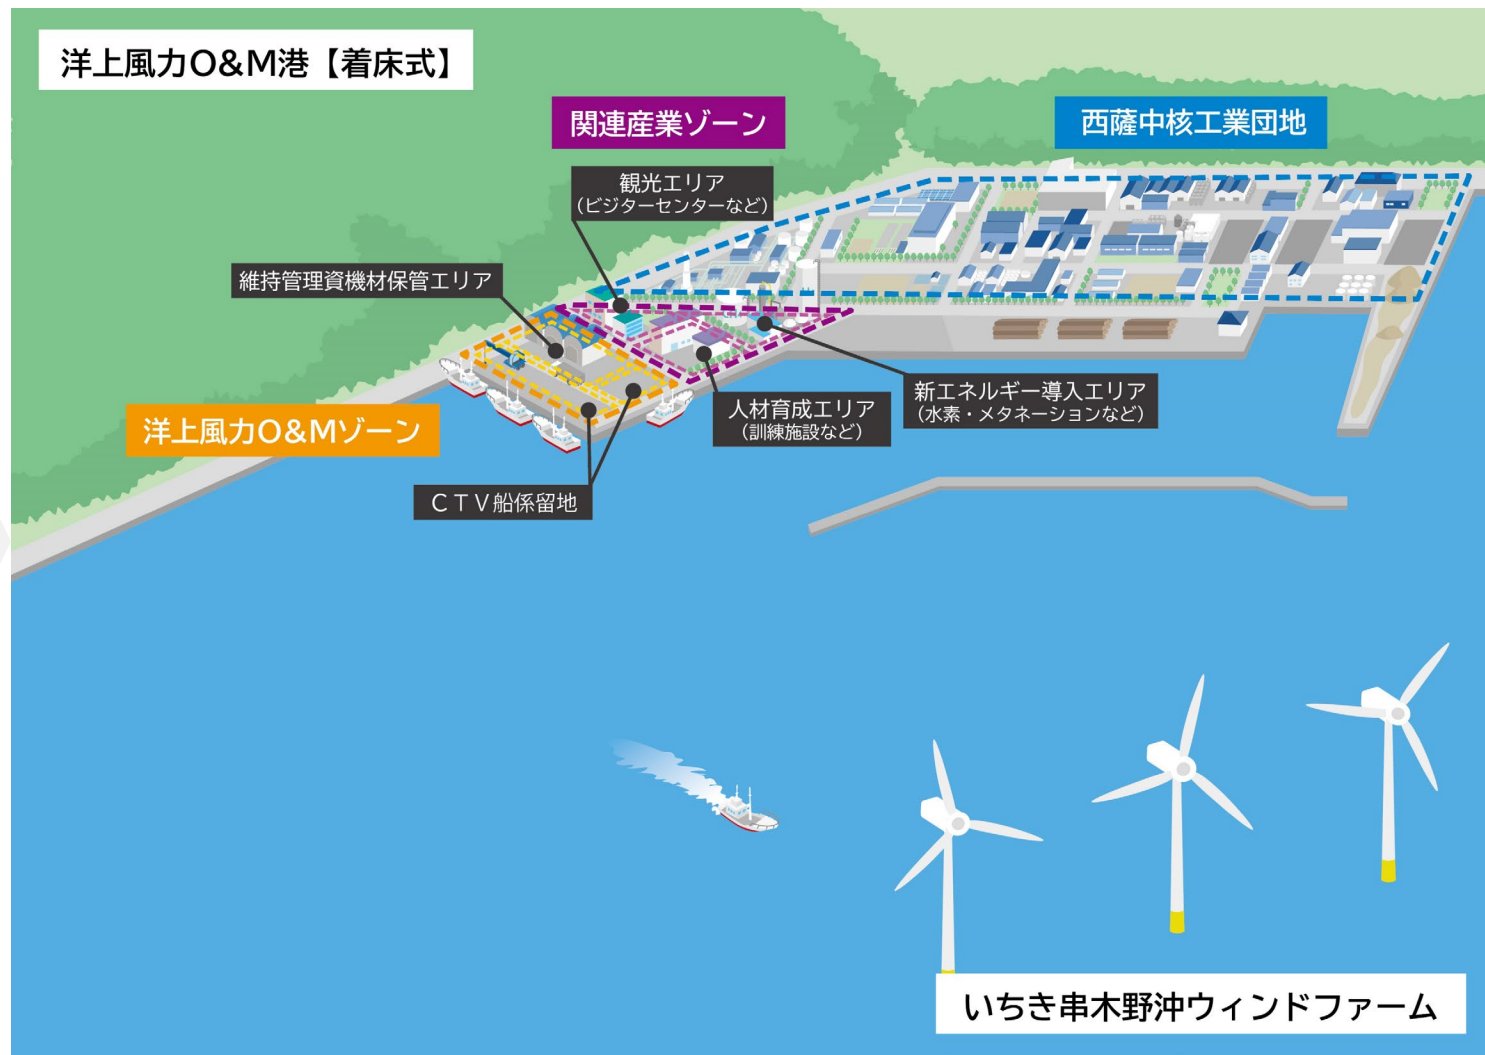 洋上風力O&M港【着床式】
関連産業ゾーン
西薩中核工業団地
観光エリア
（ビジターセンターなど）
維持管理資機材保管エリア
新エネルギー導入エリア
（水素・メタネーションなど）
人材育成エリア
（訓練施設など）
洋上風力O&Mゾーン
ＣＴＶ船係留地
いちき串木野沖ウィンドファーム